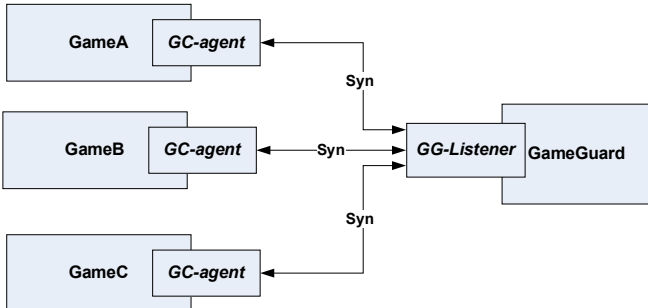 GameA
GC-agent
Syn
GameB
GC-agent
Syn
GG-Listener
GameGuard
Syn
GameC
GC-agent